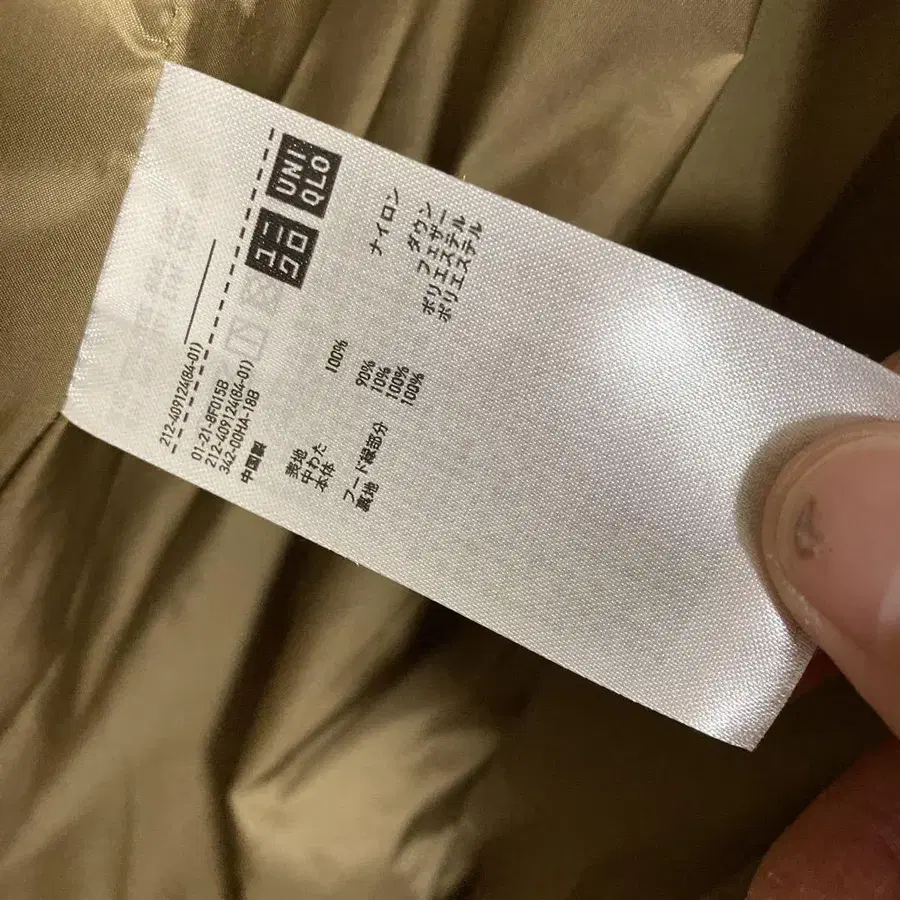 212-409124(84-01)
ユニ UNI
クロ QLO
01-21-8F015B
212-409124(84-01)
342-00HA-18B
中国製
表地 100% ナイロン
中わた
本体 90% ダウン
10% フェザー
フード縁部分 100% ポリエステル
裏地 100% ポリエステル